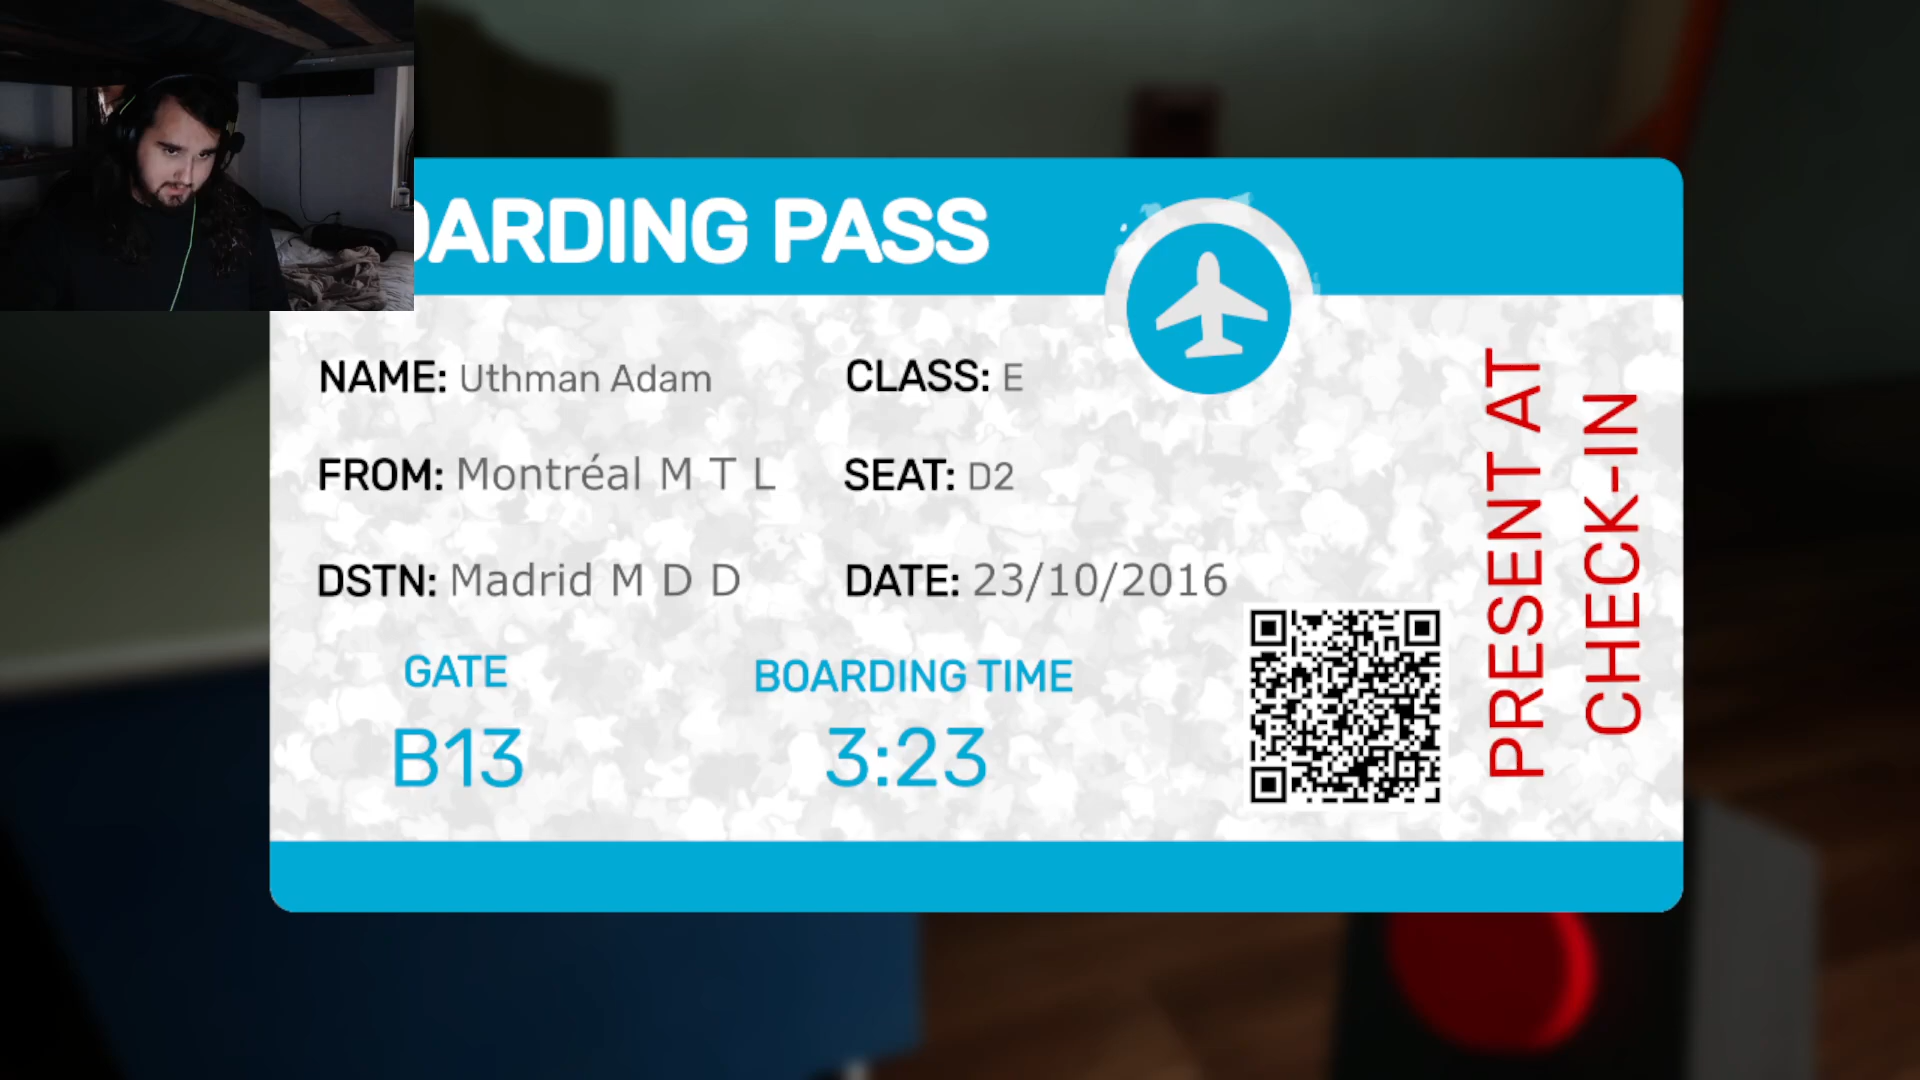 OARDING PASS
NAME: Uthman Adam
CLASS: E
FROM: Montréal M T L
SEAT: D2
DSTN: Madrid M D D
DATE: 23/10/2016
GATE
BOARDING TIME
B13
3:23
PRESENT AT
CHECK-IN